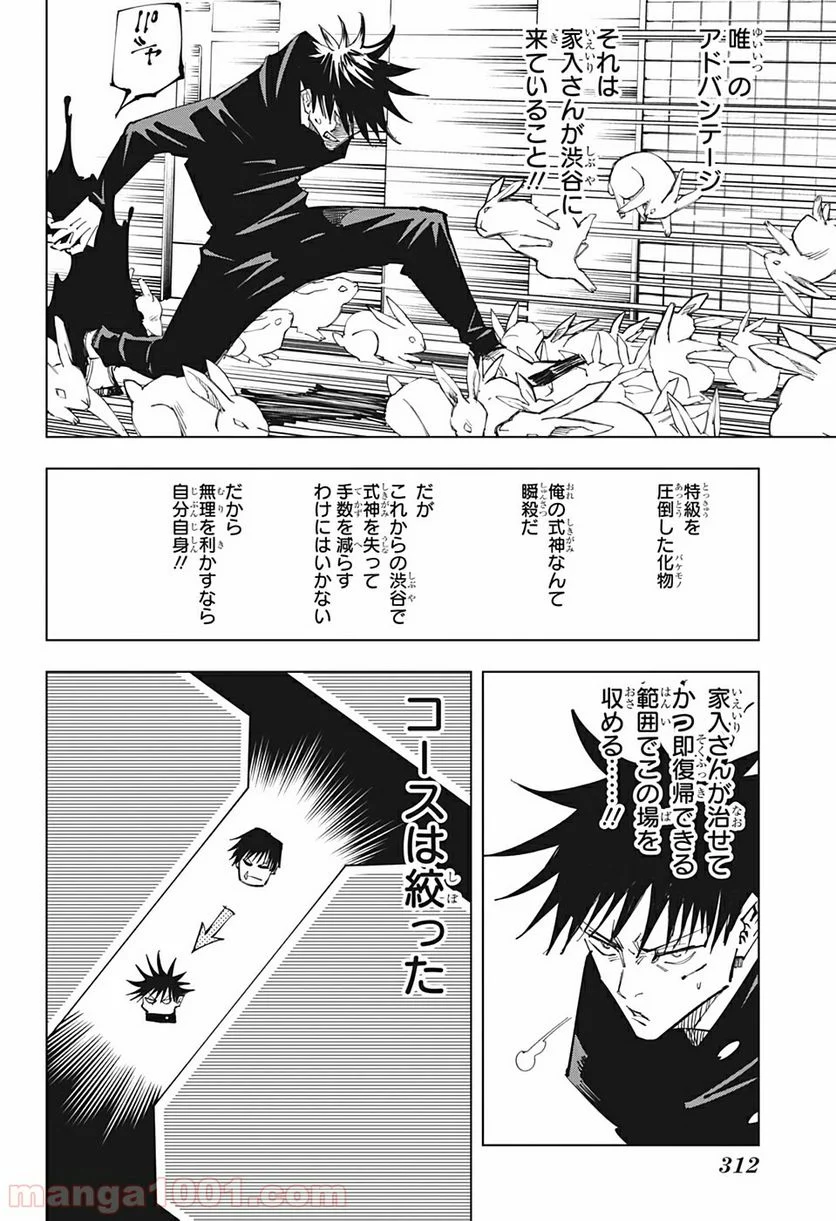 唯一の
アドバンテージ
それは
家入さんが渋谷に
来ていること!!
パシャ
特級を
圧倒した化物
俺の式神なんて
瞬殺だ
だが
これからの渋谷で
式神を失って
手数を減らす
わけにはいかない
だから
無理を利かすなら
自分自身!!
家入さんが治せて
かつ即復帰できる
範囲でこの場を
収める………!!
コースは絞った
312
manga1001.com